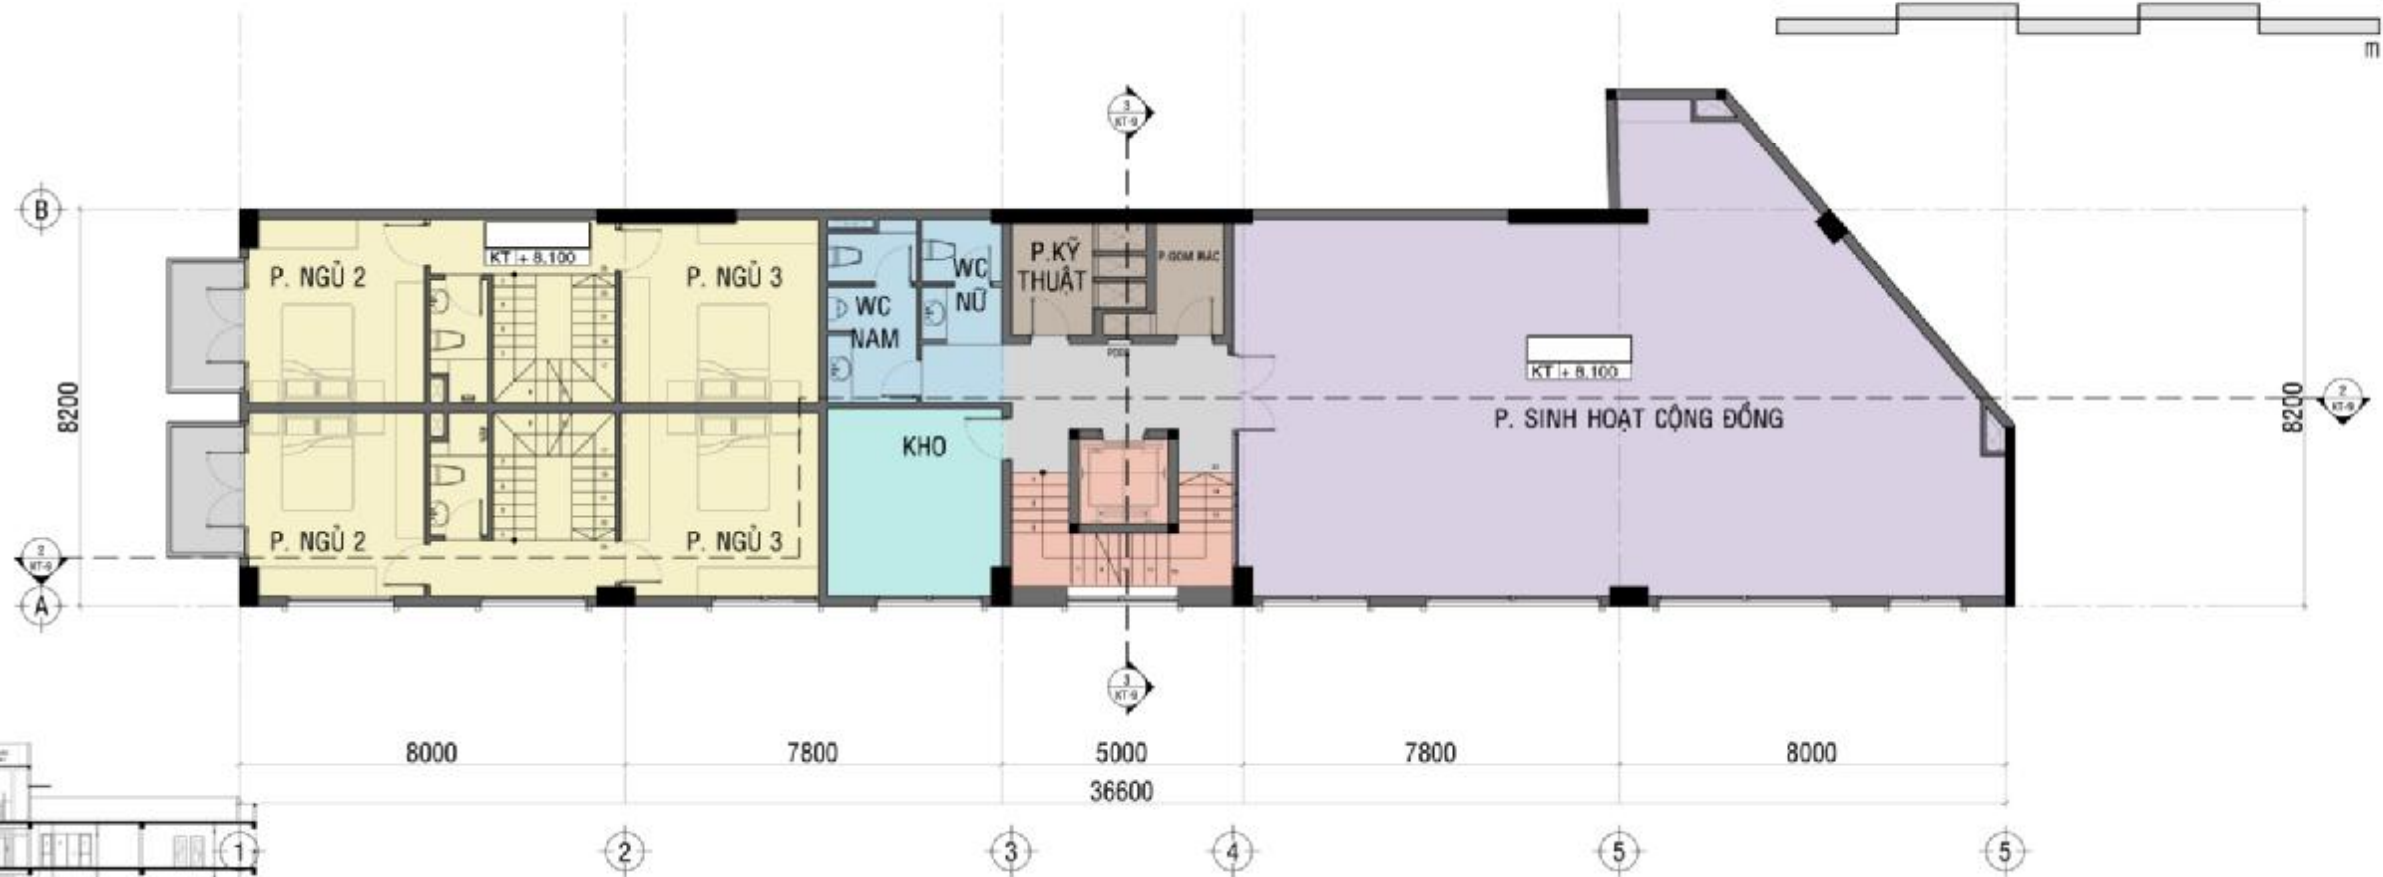 m
3
KT-9
B
P. NGỦ 2
KT + 8.100
P. NGỦ 3
WC
NAM
WC
NỮ
P.KỸ
THUẬT
P.GOM RÁC
KT + 8.100
P. SINH HOẠT CỘNG ĐỒNG
8200
8200
2
KT-9
KHO
P. NGỦ 2
P. NGỦ 3
2
KT-9
A
3
KT-9
8000
7800
5000
7800
8000
36600
1
2
3
4
5
5